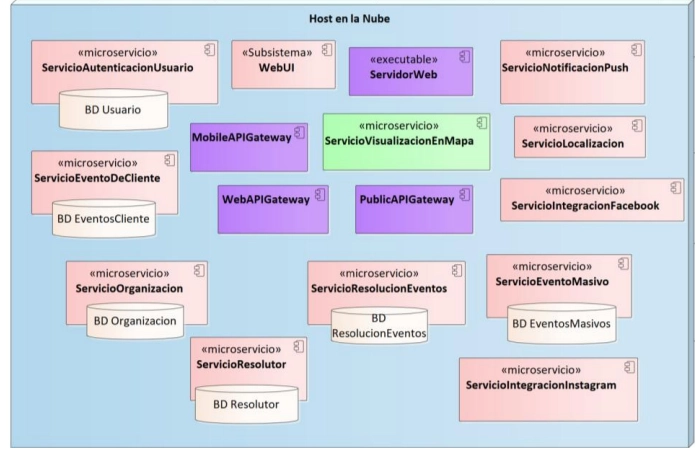 Host en la Nube
«microservicio»
ServicioAutenticacionUsuario
BD Usuario
«Subsistema»
WebUI
«executable»
ServidorWeb
«microservicio»
ServicioNotificacionPush
MobileAPIGateway
«microservicio»
ServicioVisualizacionEnMapa
«microservicio»
ServicioLocalizacion
«microservicio»
ServicioEventoDeCliente
BD EventosCliente
WebAPIGateway
PublicAPIGateway
«microservicio»
ServicioIntegracionFacebook
«microservicio»
ServicioOrganizacion
BD Organizacion
«microservicio»
ServicioResolucionEventos
BD
ResolucionEventos
«microservicio»
ServicioEventoMasivo
BD EventosMasivos
«microservicio»
ServicioResolutor
BD Resolutor
«microservicio»
ServicioIntegracionInstagram